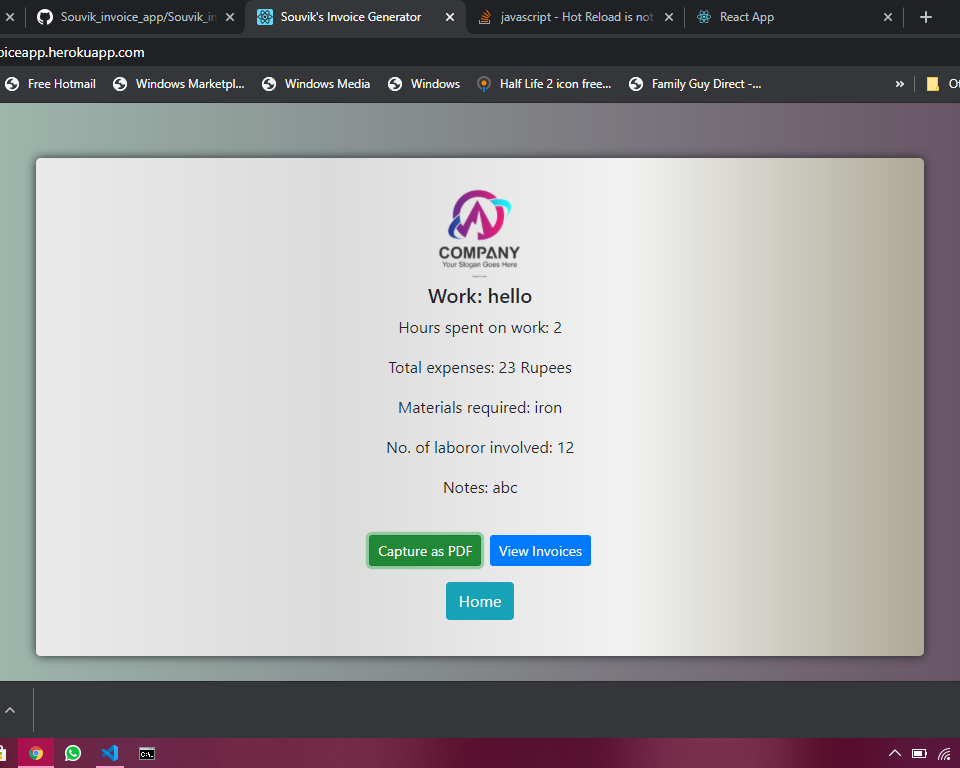 Souvik_invoice_app/Souvik_in
Souvik's Invoice Generator
javascript - Hot Reload is not
React App
oiceapp.herokuapp.com
Free Hotmail
Windows Marketpl...
Windows Media
Windows
Half Life 2 icon free...
Family Guy Direct -...
»
Ot
COMPANY
Your Slogan Goes Here
Work: hello
Hours spent on work: 2
Total expenses: 23 Rupees
Materials required: iron
No. of laboror involved: 12
Notes: abc
Capture as PDF
View Invoices
Home
C:\.